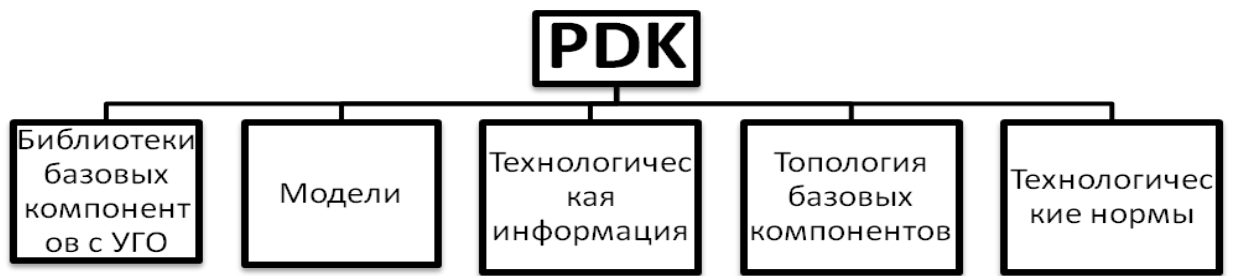 PDK
Библиотеки
базовых
компонент
ов с УГО
Модели
Технологичес
кая
информация
Топология
базовых
компонентов
Технологичес
кие нормы